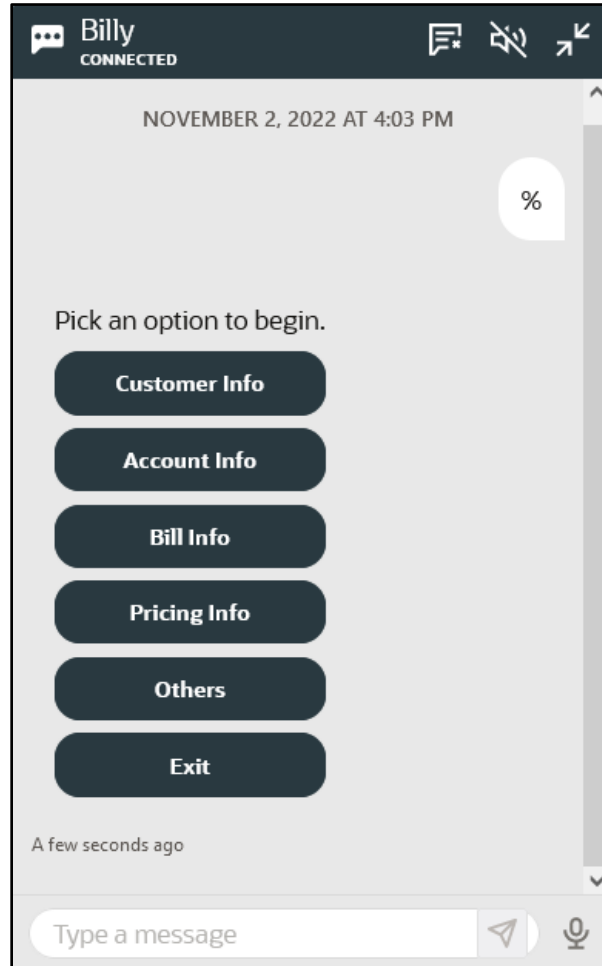 Billy
CONNECTED
NOVEMBER 2, 2022 AT 4:03 PM
%
Pick an option to begin.
Customer Info
Account Info
Bill Info
Pricing Info
Others
Exit
A few seconds ago
Type a message